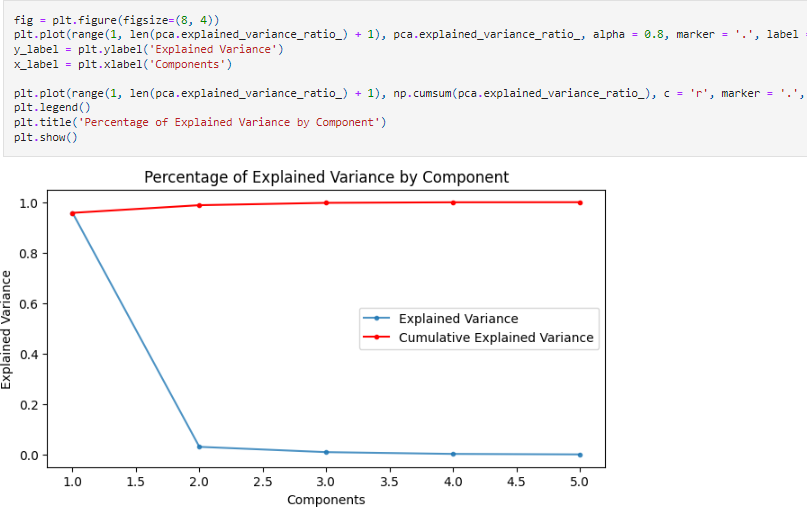 fig = plt.figure(figsize=(8, 4))
plt.plot(range(1, len(pca.explained_variance_ratio_) + 1), pca.explained_variance_ratio_, alpha = 0.8, marker = '.', label =
y_label = plt.ylabel('Explained Variance')
x_label = plt.xlabel('Components')
plt.plot(range(1, len(pca.explained_variance_ratio_) + 1), np.cumsum(pca.explained_variance_ratio_), c = 'r', marker = '.',
plt.legend()
plt.title('Percentage of Explained Variance by Component')
plt.show()
Percentage of Explained Variance by Component
1.0
0.8
0.6
0.4
0.2
0.0
Explained Variance
Explained Variance
Cumulative Explained Variance
1.0 1.5 2.0 2.5 3.0 3.5 4.0 4.5 5.0
Components